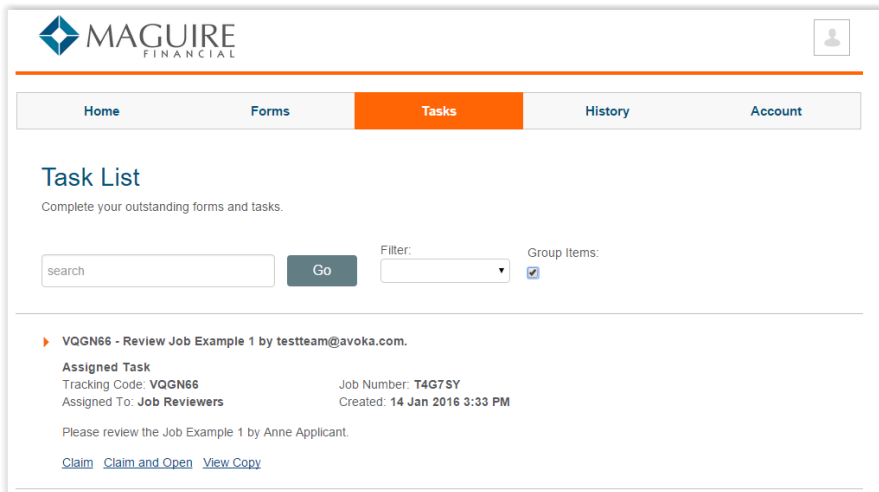 MAGUIRE
FINANCIAL
Home Forms Tasks History Account
Task List
Complete your outstanding forms and tasks.
Filter: Group Items:
search Go
VQGN66 - Review Job Example 1 by testteam@avoka.com.
Assigned Task
Tracking Code: VQGN66 Job Number: T4G7SY
Assigned To: Job Reviewers Created: 14 Jan 2016 3:33 PM
Please review the Job Example 1 by Anne Applicant.
Claim Claim and Open View Copy